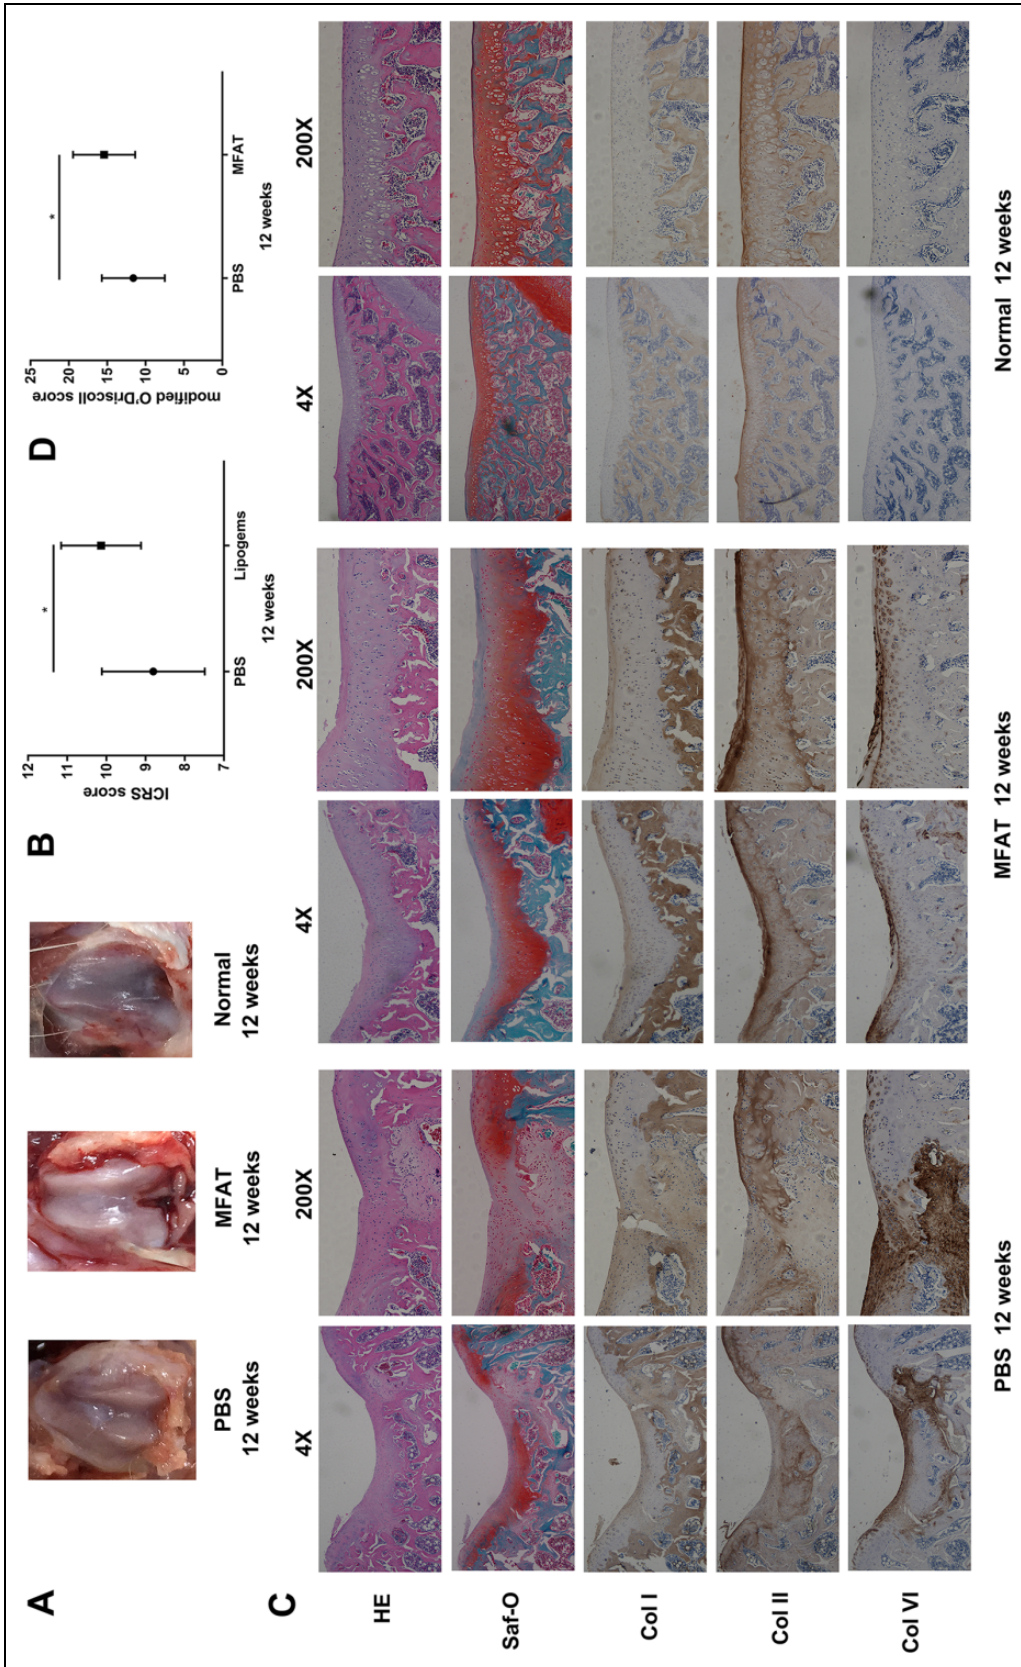 A
PBS
12 weeks
MFAT
12 weeks
Normal
12 weeks
B
ICRS score
12
11
10
9
8
7
*
PBS
Lipogems
12 weeks
D
modified O'Driscoll score
25
20
15
10
5
0
*
PBS
MFAT
12 weeks
C
4X
200X
4X
200X
4X
200X
HE
Saf-O
Col I
Col II
Col VI
PBS 12 weeks
MFAT 12 weeks
Normal 12 weeks